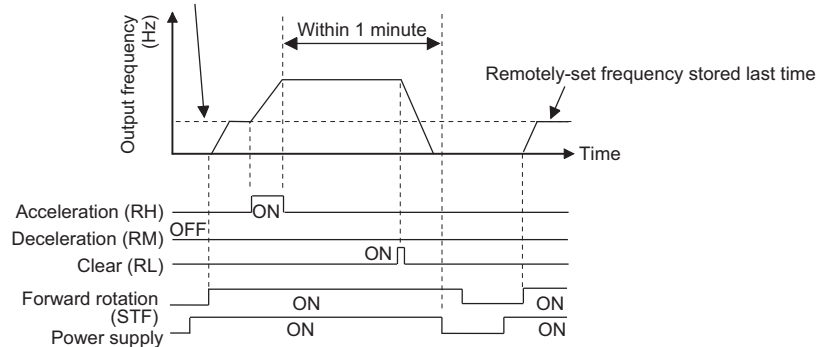 Output frequency
(Hz)
Within 1 minute
Remotely-set frequency stored last time
Time
Acceleration (RH)
ON
Deceleration (RM)
OFF
Clear (RL)
ON
Forward rotation
(STF)
ON
ON
Power supply
ON
ON